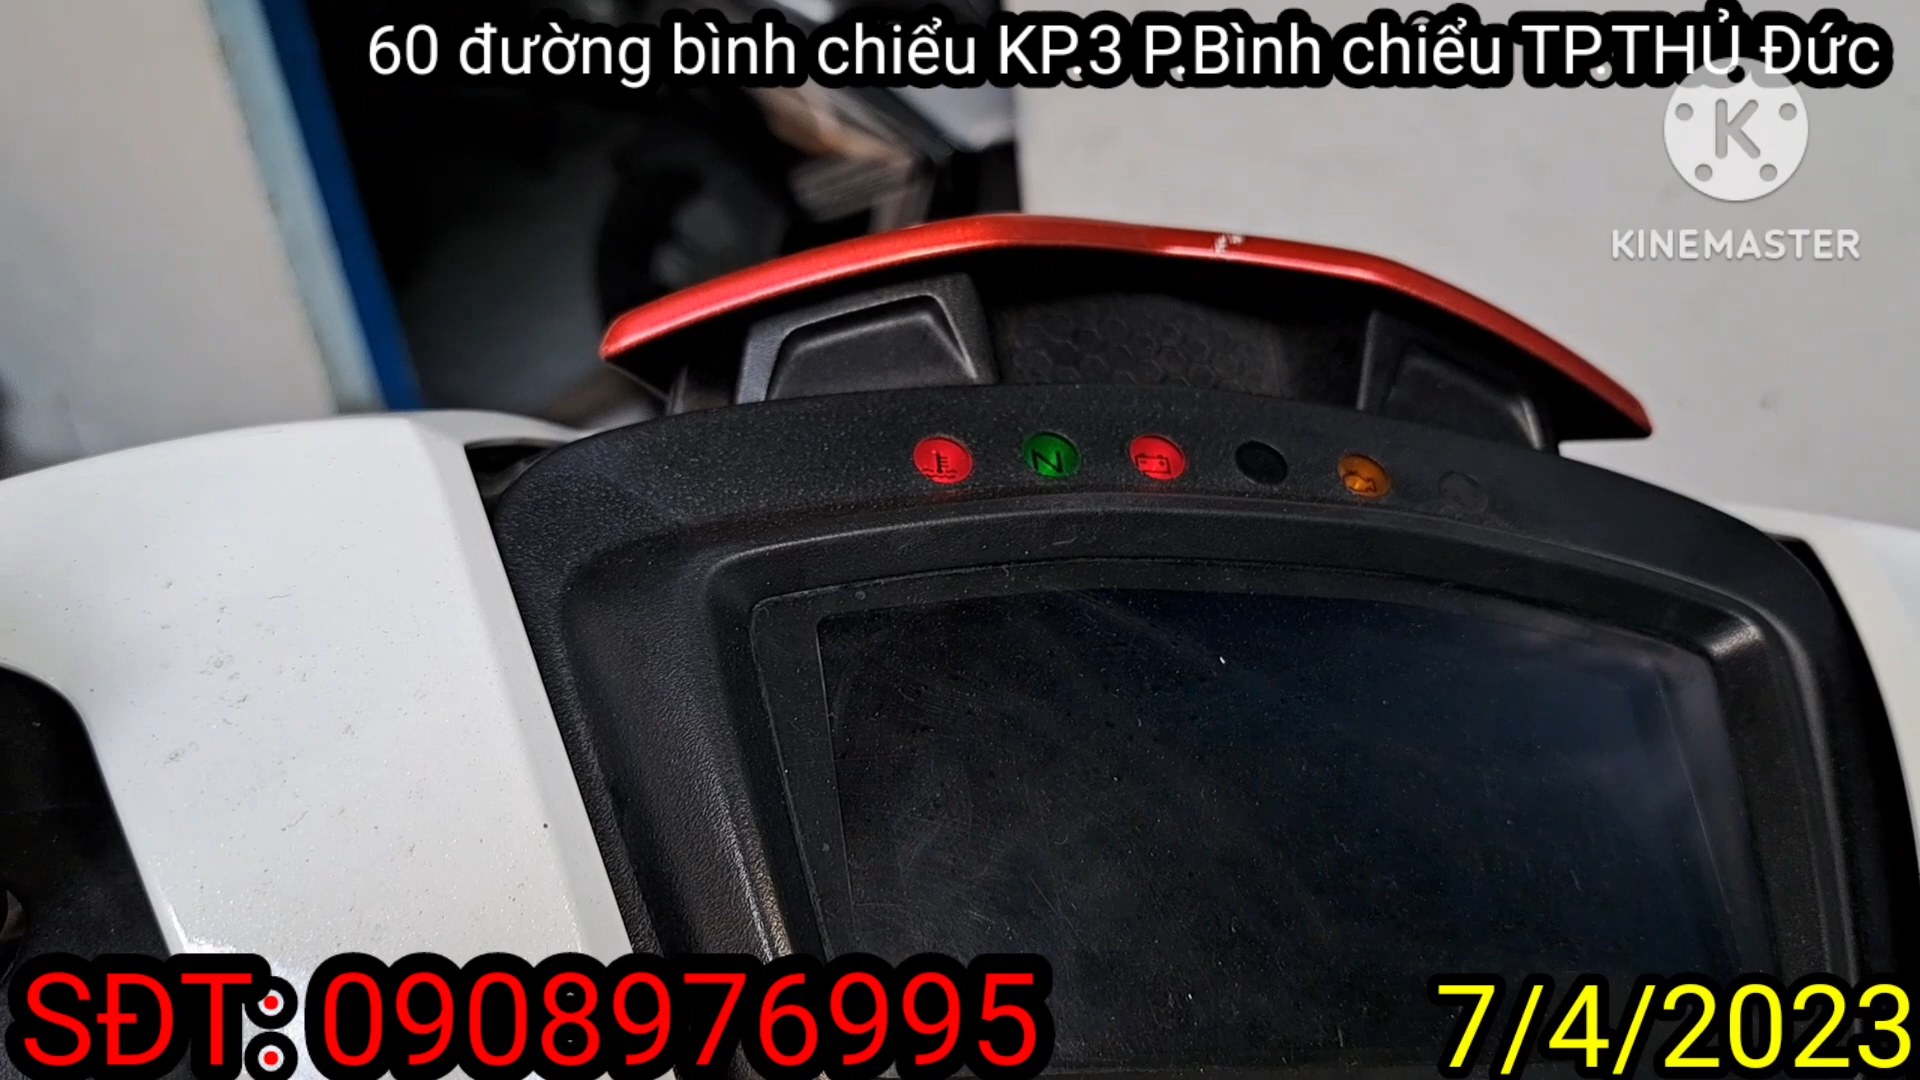 60 đường bình chiểu KP.3 P.Bình chiểu TP.THỦ Đức
K
KINEMASTER
N
SĐT: 0908976995
7/4/2023